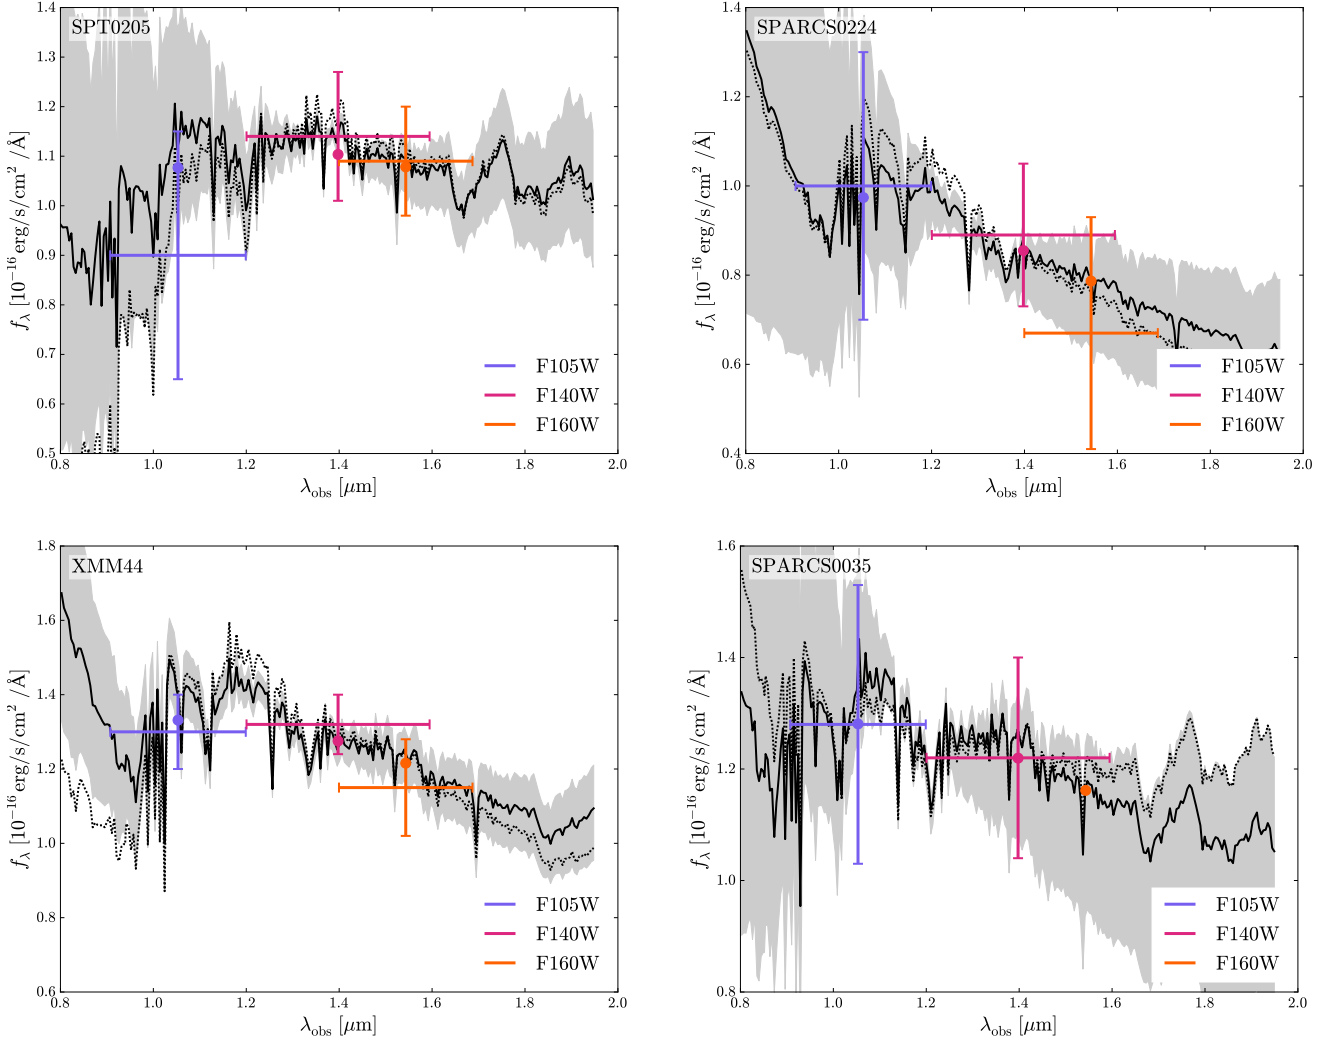 SPT0205
1.4
1.3
1.2
1.1
1.0
0.9
0.8
0.7
0.6
0.5
f_λ [10^−16 erg/s/cm^2 /Å]
F105W
F140W
F160W
0.8 1.0 1.2 1.4 1.6 1.8 2.0
λ_obs [μm]
SPARCS0224
1.4
1.2
1.0
0.8
0.6
0.4
f_λ [10^−16 erg/s/cm^2 /Å]
F105W
F140W
F160W
0.8 1.0 1.2 1.4 1.6 1.8 2.0
λ_obs [μm]
XMM44
1.8
1.6
1.4
1.2
1.0
0.8
0.6
f_λ [10^−16 erg/s/cm^2 /Å]
F105W
F140W
F160W
0.8 1.0 1.2 1.4 1.6 1.8 2.0
λ_obs [μm]
SPARCS0035
1.6
1.4
1.2
1.0
0.8
f_λ [10^−16 erg/s/cm^2 /Å]
F105W
F140W
F160W
0.8 1.0 1.2 1.4 1.6 1.8 2.0
λ_obs [μm]